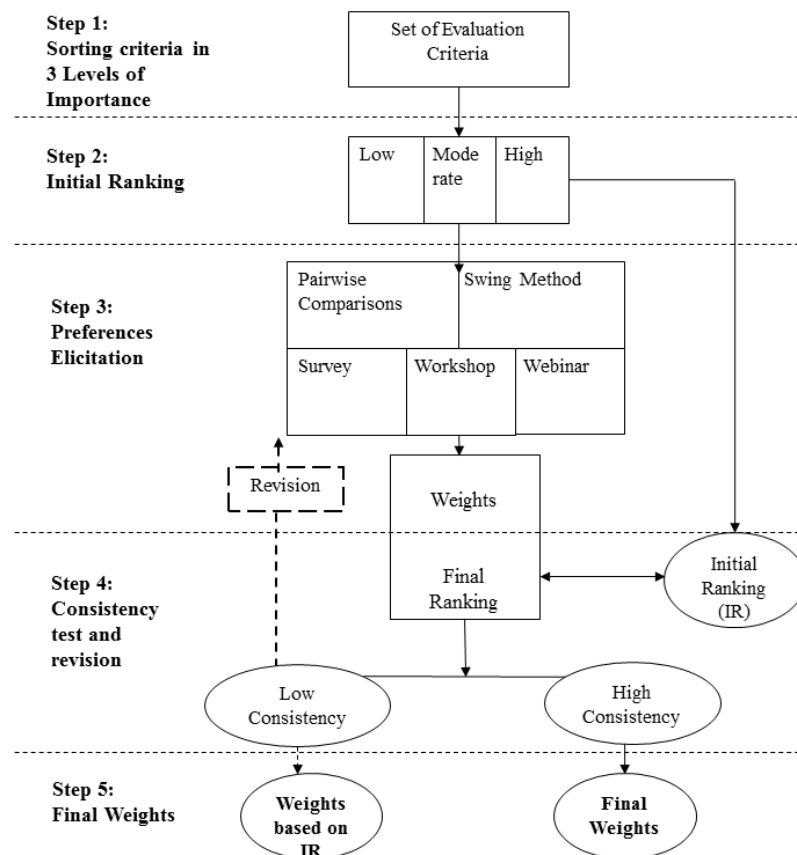 Step 1:
Sorting criteria in
3 Levels of
Importance
Set of Evaluation
Criteria
Step 2:
Initial Ranking
Low
Mode
rate
High
Step 3:
Preferences
Elicitation
Pairwise
Comparisons
Swing Method
Survey
Workshop
Webinar
Revision
Weights
Step 4:
Consistency
test and
revision
Final
Ranking
Initial
Ranking
(IR)
Low
Consistency
High
Consistency
Step 5:
Final Weights
Weights
based on
IR
Final
Weights